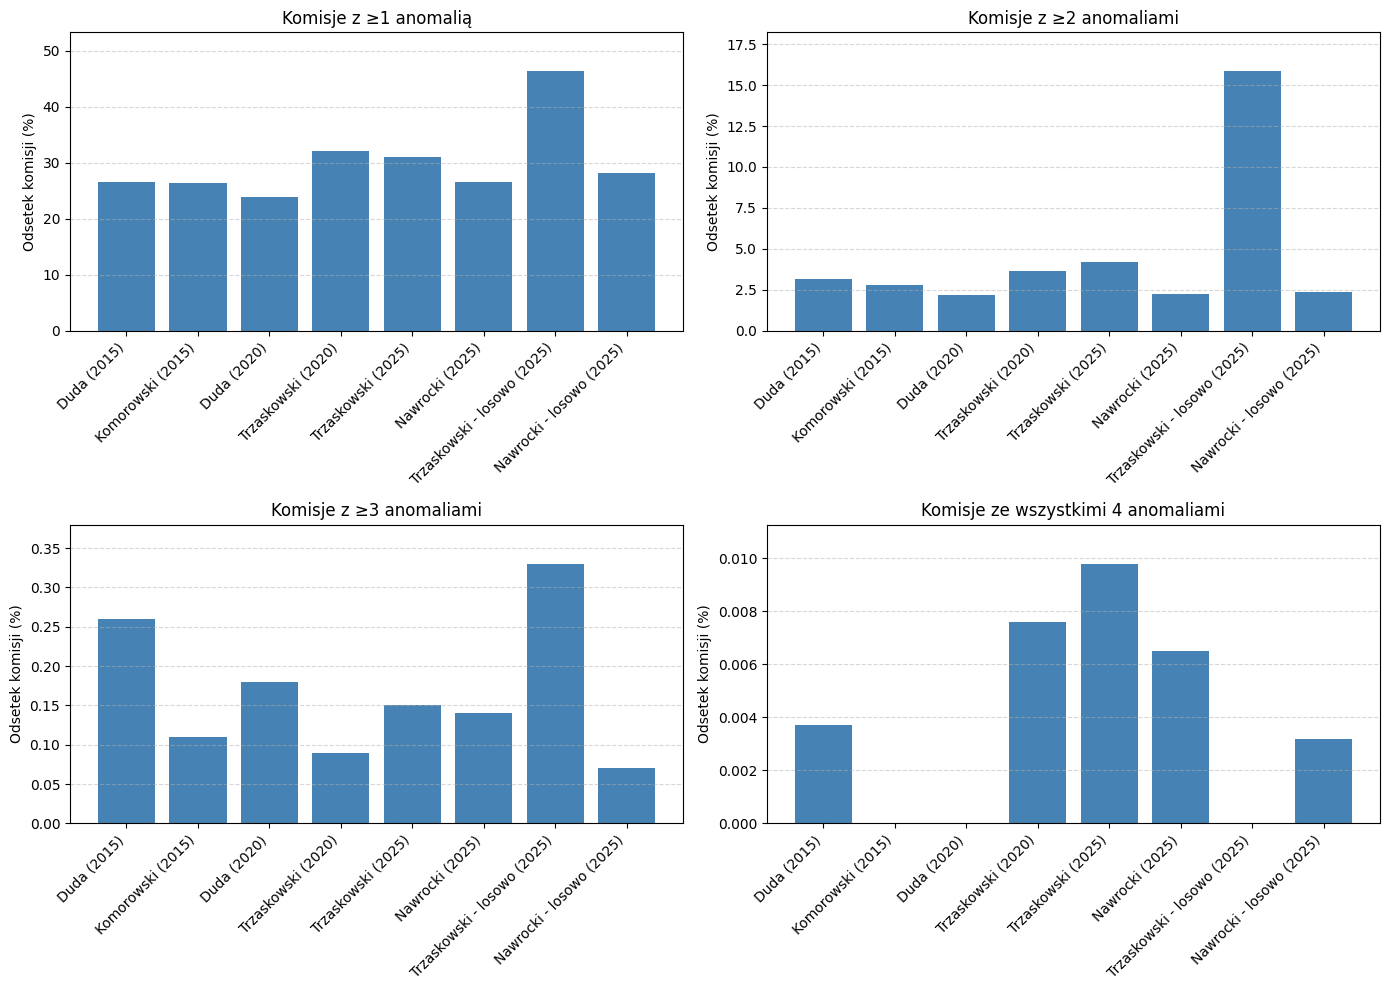 Komisje z ≥1 anomalią
Odsetek komisji (%)
50
40
30
20
10
0
Duda (2015)
Komorowski (2015)
Duda (2020)
Trzaskowski (2020)
Trzaskowski (2025)
Nawrocki (2025)
Trzaskowski - losowo (2025)
Nawrocki - losowo (2025)
Komisje z ≥2 anomaliami
Odsetek komisji (%)
17.5
15.0
12.5
10.0
7.5
5.0
2.5
0.0
Duda (2015)
Komorowski (2015)
Duda (2020)
Trzaskowski (2020)
Trzaskowski (2025)
Nawrocki (2025)
Trzaskowski - losowo (2025)
Nawrocki - losowo (2025)
Komisje z ≥3 anomaliami
Odsetek komisji (%)
0.35
0.30
0.25
0.20
0.15
0.10
0.05
0.00
Duda (2015)
Komorowski (2015)
Duda (2020)
Trzaskowski (2020)
Trzaskowski (2025)
Nawrocki (2025)
Trzaskowski - losowo (2025)
Nawrocki - losowo (2025)
Komisje ze wszystkimi 4 anomaliami
Odsetek komisji (%)
0.010
0.008
0.006
0.004
0.002
0.000
Duda (2015)
Komorowski (2015)
Duda (2020)
Trzaskowski (2020)
Trzaskowski (2025)
Nawrocki (2025)
Trzaskowski - losowo (2025)
Nawrocki - losowo (2025)